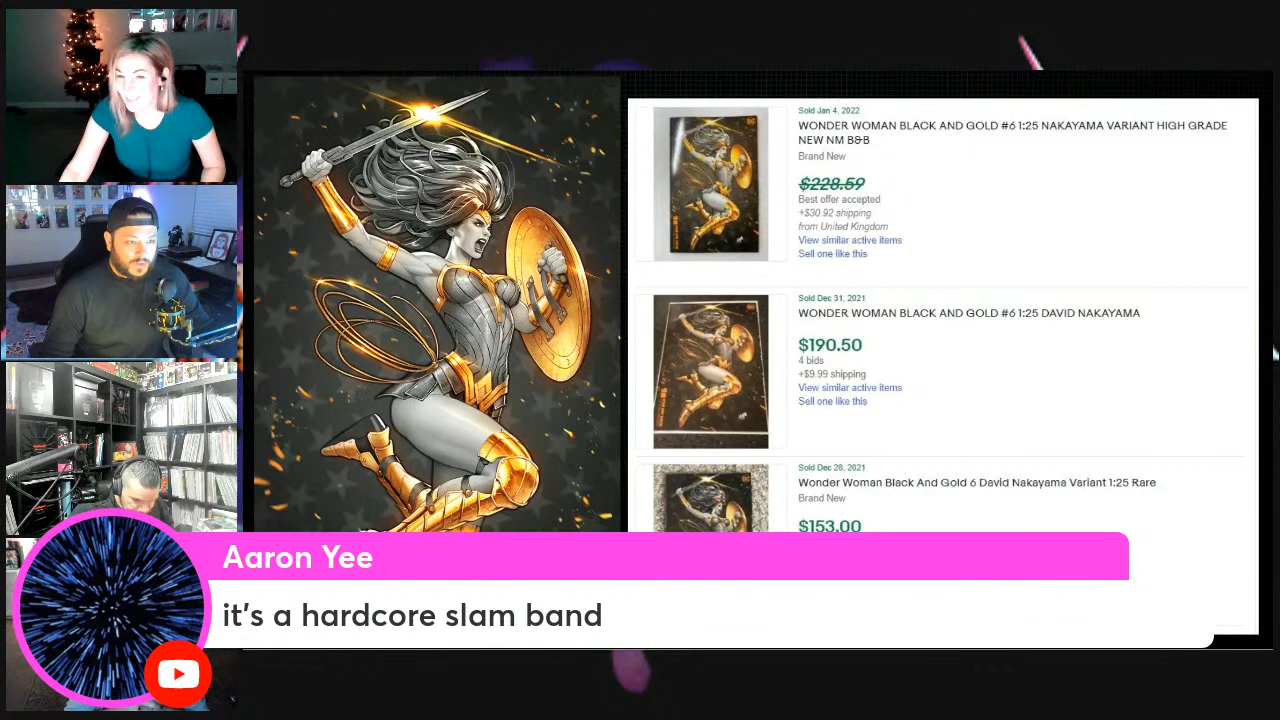 Sold Jan 4, 2022
WONDER WOMAN BLACK AND GOLD #6 1:25 NAKAYAMA VARIANT HIGH GRADE
NEW NM B&B
Brand New
$228.59
Best offer accepted
+$30.92 shipping
from United Kingdom
View similar active items
Sell one like this
Sold Dec 31, 2021
WONDER WOMAN BLACK AND GOLD #6 1:25 DAVID NAKAYAMA
$190.50
4 bids
+$9.99 shipping
View similar active items
Sell one like this
Sold Dec 28, 2021
Wonder Woman Black And Gold 6 David Nakayama Variant 1:25 Rare
Brand New
$153.00
Aaron Yee
it's a hardcore slam band